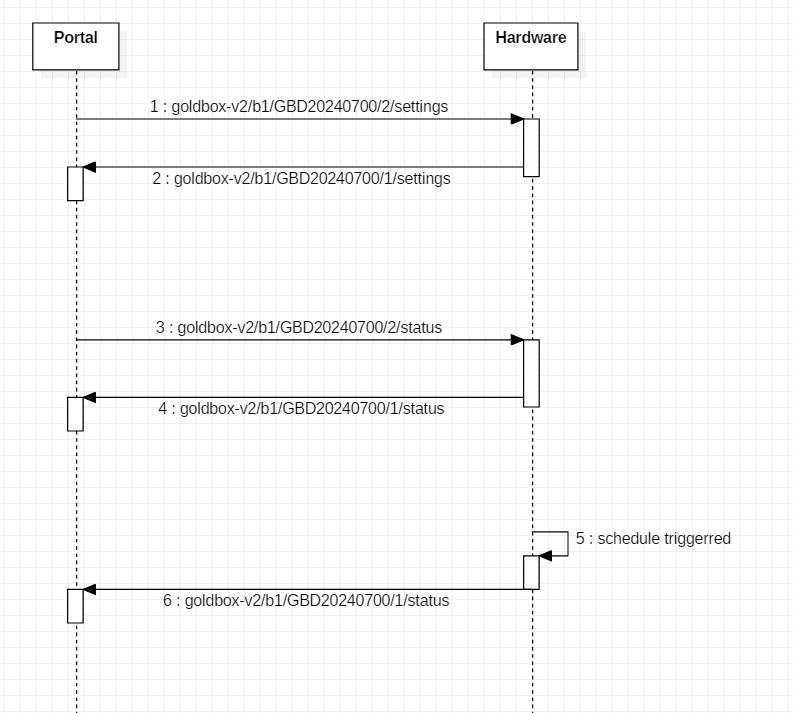 Portal
Hardware
1 : goldbox-v2/b1/GBD20240700/2/settings
2 : goldbox-v2/b1/GBD20240700/1/settings
3 : goldbox-v2/b1/GBD20240700/2/status
4 : goldbox-v2/b1/GBD20240700/1/status
5 : schedule triggerred
6 : goldbox-v2/b1/GBD20240700/1/status